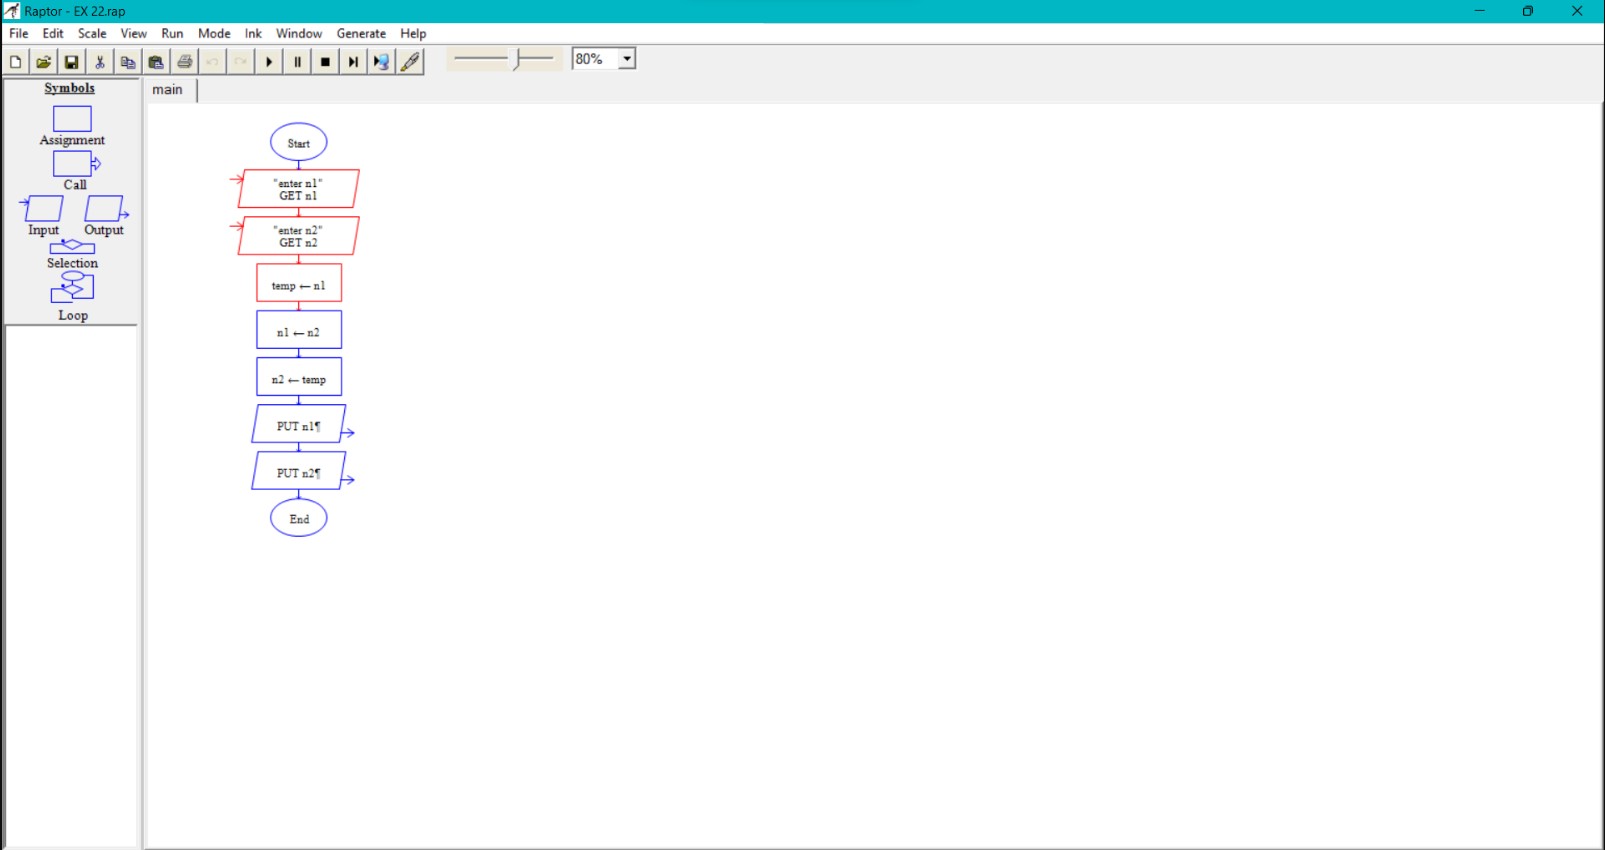 Raptor - EX 22.rap
File Edit Scale View Run Mode Ink Window Generate Help
80%
Symbols
Assignment
Call
Input Output
Selection
Loop
main
Start
"enter n1"
GET n1
"enter n2"
GET n2
temp ← n1
n1 ← n2
n2 ← temp
PUT n1¶
PUT n2¶
End